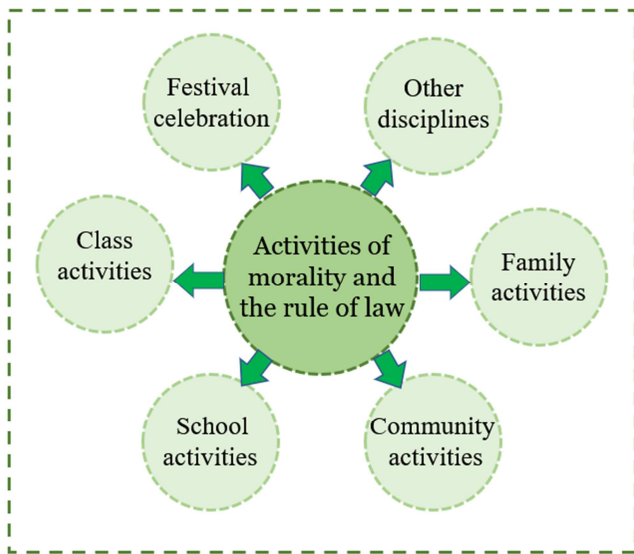 Festival
celebration
Other
disciplines
Class
activities
Activities of
morality and
the rule of law
Family
activities
School
activities
Community
activities